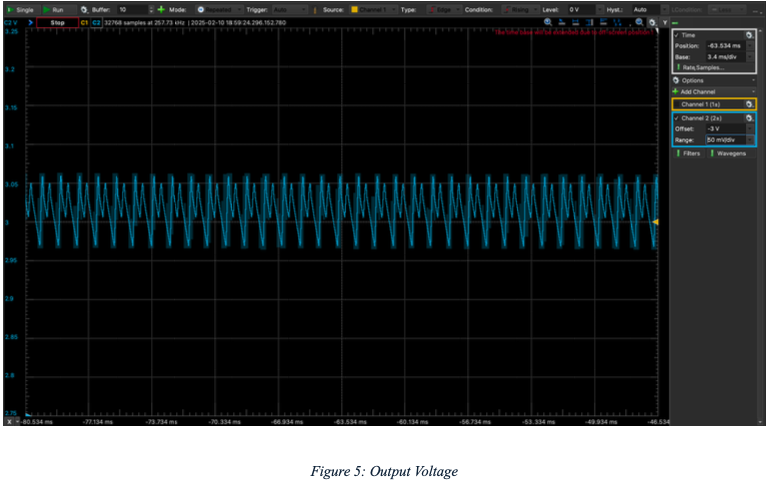 Single Run Buffer: 10 Mode: Repeated Trigger: Auto Source: Channel 1 Type: Edge Condition: Rising Level: 0 V Hyst.: Auto
C2 V Stop C1 C2 32768 samples at 257.73 kHz | 2025-02-10 18:59:24.296.152.780 Y
3.25
3.2
3.15
3.1
3.05
3
2.95
2.9
2.85
2.8
2.75
X -80.534 ms -77.134 ms -73.734 ms -70.334 ms -66.934 ms -63.534 ms -60.134 ms -56.734 ms -53.334 ms -49.934 ms -46.534
Time
Position: -63.534 ms
Base: 3.4 ms/div
Rate,Samples...
Options
Add Channel
Channel 1 (1x)
Channel 2 (2x)
Offset: -3 V
Range: 50 mV/div
Filters Wavegens
Figure 5: Output Voltage